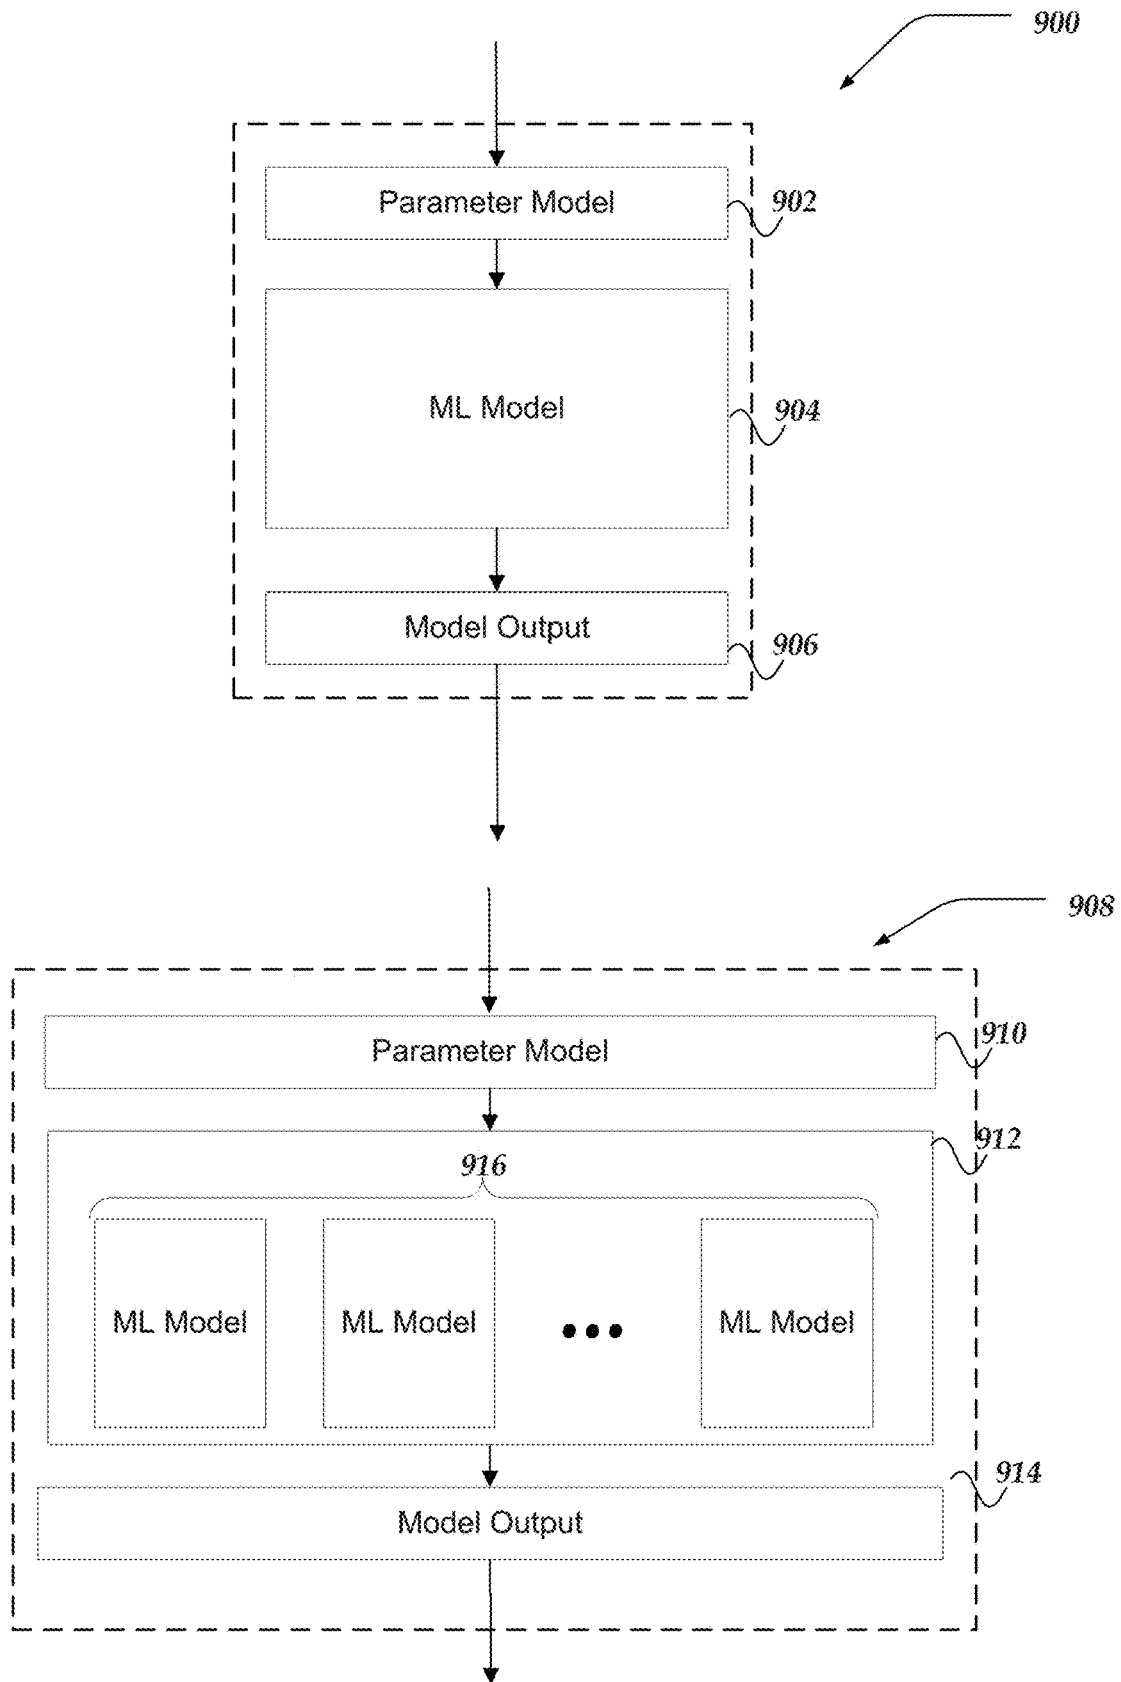 900
Parameter Model
902
ML Model
904
Model Output
906
908
Parameter Model
910
912
916
ML Model ML Model ••• ML Model
914
Model Output